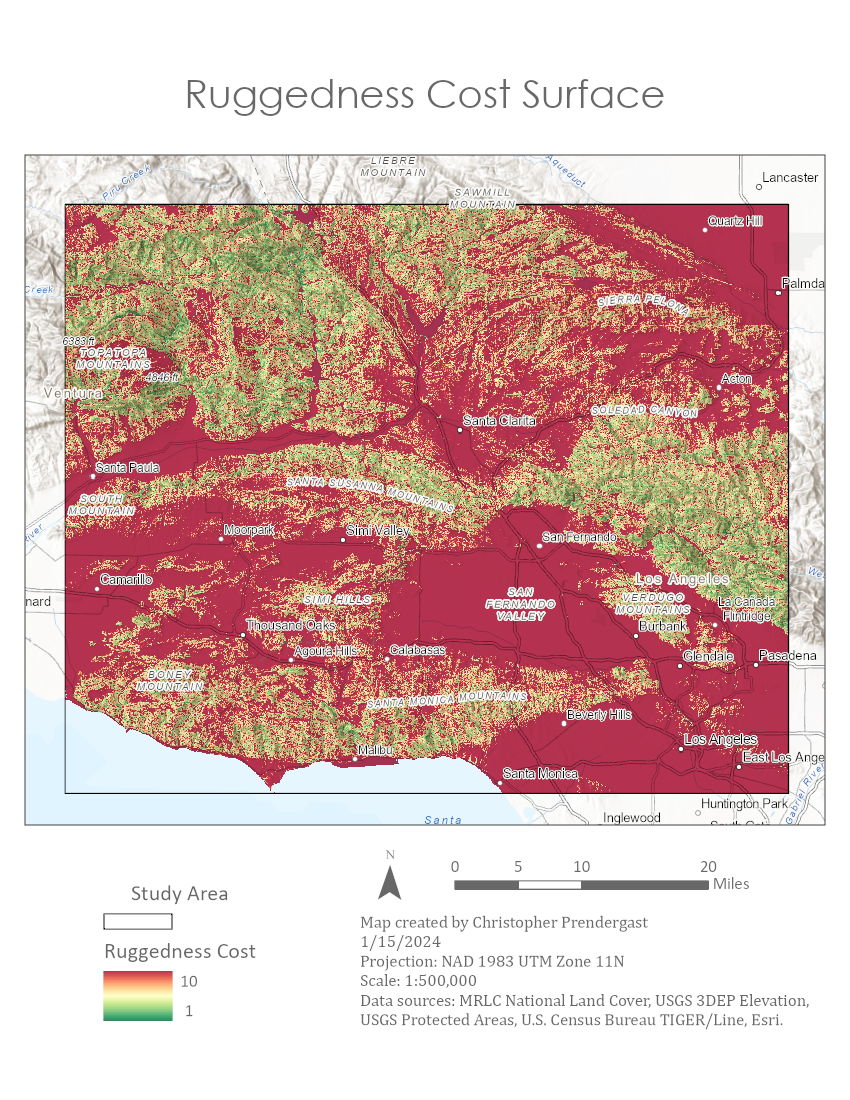 Ruggedness Cost Surface
LIEBRE
MOUNTAIN
Piru Creek
Aqueduct
Lancaster
SAWMILL
MOUNTAIN
Quartz Hill
Creek
Palmda
SIERRA PELONA
6383 ft
TOPATOPA
MOUNTAINS
4848 ft
Ventura
Acton
SOLEDAD CANYON
Santa Clarita
Santa Paula
SANTA SUSANNA MOUNTAINS
SOUTH
MOUNTAIN
Moorpark
Simi Valley
San Fernando
River
Camarillo
Los Angeles
nard
SIMI HILLS
SAN
FERNANDO
VALLEY
VERDUGO
MOUNTAINS
La Cañada
Flintridge
Thousand Oaks
Burbank
Agoura Hills
Calabasas
Glendale
Pasadena
BONEY
MOUNTAIN
SANTA MONICA MOUNTAINS
Beverly Hills
Malibu
Los Angeles
East Los Ange
Santa Monica
Gabriel River
Huntington Park
Santa
Inglewood
N
0 5 10 20
Miles
Study Area
Ruggedness Cost
10
1
Map created by Christopher Prendergast
1/15/2024
Projection: NAD 1983 UTM Zone 11N
Scale: 1:500,000
Data sources: MRLC National Land Cover, USGS 3DEP Elevation,
USGS Protected Areas, U.S. Census Bureau TIGER/Line, Esri.